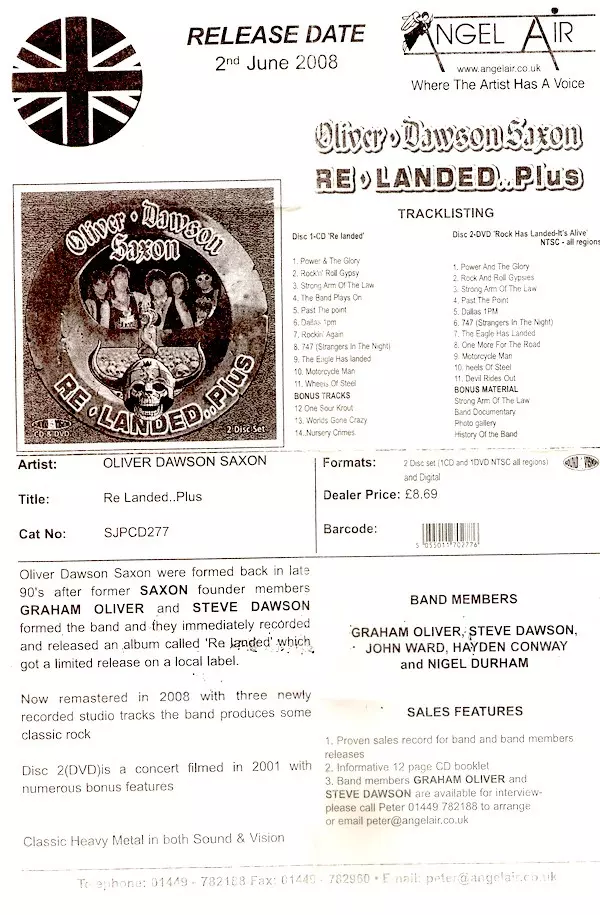 RELEASE DATE
2nd June 2008
ANGEL AIR
www.angelair.co.uk
Where The Artist Has A Voice
Oliver Dawson Saxon
RE LANDED..Plus
Oliver Dawson
Saxon
RE LANDED..Plus
2 Disc Set
CD & DVD
TRACKLISTING
Disc 1-CD 'Re landed'
1. Power & The Glory
2. Rockin' Roll Gypsy
3. Strong Arm Of The Law
4. The Band Plays On
5. Past The point
6. Dallas 1pm
7. Rockin' Again
8. 747 (Strangers In The Night)
9. The Eagle Has landed
10. Motorcycle Man
11. Wheels Of Steel
BONUS TRACKS
12 One Sour Krout
13. Worlds Gone Crazy
14..Nursery Crimes
Disc 2-DVD 'Rock Has Landed-It's Alive'
NTSC - all regions
1. Power And The Glory
2. Rock And Roll Gypsies
3. Strong Arm Of The Law
4. Past The Point
5. Dallas 1PM
6. 747 (Strangers In The Night)
7. The Eagle Has Landed
8. One More For The Road
9. Motorcycle Man
10. heels Of Steel
11. Devil Rides Out
BONUS MATERIAL
Strong Arm Of The Law
Band Documentary
Photo gallery
History Of the Band
Artist: OLIVER DAWSON SAXON
Title: Re Landed..Plus
Cat No: SJPCD277
Formats: 2 Disc set (1CD and 1DVD NTSC all regions)
and Digital
Dealer Price: £8.69
Barcode:
5 055011 702776
Oliver Dawson Saxon were formed back in late
90's after former SAXON founder members
GRAHAM OLIVER and STEVE DAWSON
formed the band and they immediately recorded
and released an album called 'Re landed' which
got a limited release on a local label.
Now remastered in 2008 with three newly
recorded studio tracks the band produces some
classic rock
Disc 2(DVD)is a concert filmed in 2001 with
numerous bonus features
Classic Heavy Metal in both Sound & Vision
BAND MEMBERS
GRAHAM OLIVER, STEVE DAWSON,
JOHN WARD, HAYDEN CONWAY
and NIGEL DURHAM
SALES FEATURES
1. Proven sales record for band and band members
releases
2. Informative 12 page CD booklet
3. Band members GRAHAM OLIVER and
STEVE DAWSON are available for interview-
please call Peter 01449 782188 to arrange
or email peter@angelair.co.uk
Telephone: 01449 - 782188 Fax: 01449 - 782960 • E mail: peter@angelair.co.uk